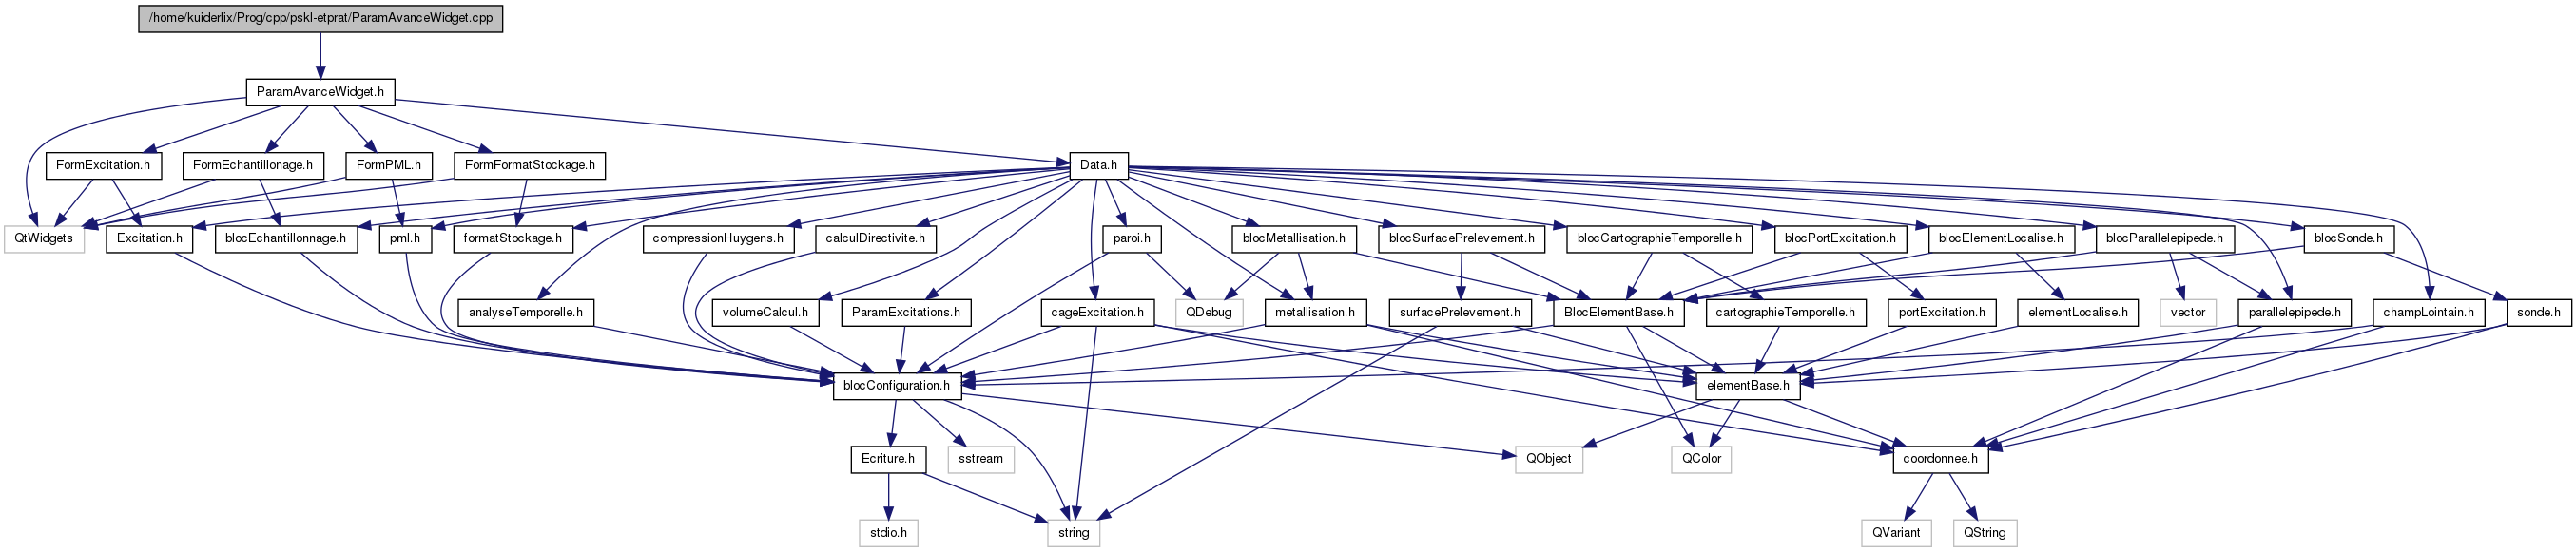 /home/kuiderlix/Prog/cpp/pskl-etprat/ParamAvanceWidget.cpp
ParamAvanceWidget.h
FormExcitation.h
FormEchantillonage.h
FormPML.h
FormFormatStockage.h
Data.h
QtWidgets
Excitation.h
blocEchantillonnage.h
pml.h
formatStockage.h
compressionHuygens.h
calculDirectivite.h
paroi.h
blocMetallisation.h
blocSurfacePrelevement.h
blocCartographieTemporelle.h
blocPortExcitation.h
blocElementLocalise.h
blocParallelepipede.h
blocSonde.h
analyseTemporelle.h
volumeCalcul.h
ParamExcitations.h
cageExcitation.h
QDebug
metallisation.h
surfacePrelevement.h
BlocElementBase.h
cartographieTemporelle.h
portExcitation.h
elementLocalise.h
vector
parallelepipede.h
champLointain.h
sonde.h
blocConfiguration.h
elementBase.h
Ecriture.h
sstream
QObject
QColor
coordonnee.h
stdio.h
string
QVariant
QString